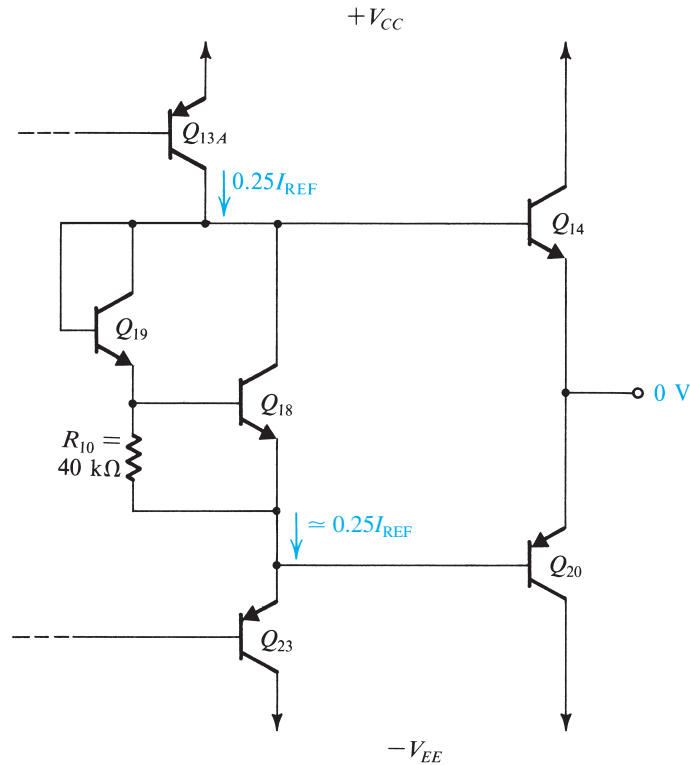 +V_CC
Q_13A
0.25I_REF
Q_14
Q_19
Q_18
0 V
R_10 =
40 kΩ
≃ 0.25I_REF
Q_20
Q_23
−V_EE